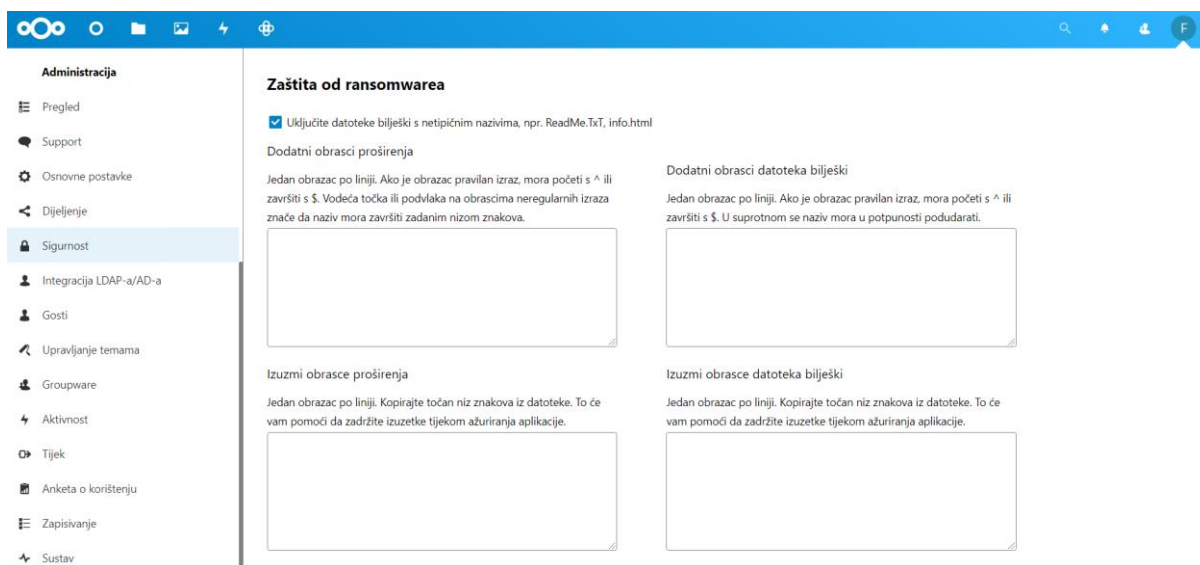 F
Administracija
Pregled
Support
Osnovne postavke
Dijeljenje
Sigurnost
Integracija LDAP-a/AD-a
Gosti
Upravljanje temama
Groupware
Aktivnost
Tijek
Anketa o korištenju
Zapisivanje
Sustav
Zaštita od ransomwarea
Uključite datoteke bilješki s netipičnim nazivima, npr. ReadMe.TxT, info.html
Dodatni obrasci proširenja
Jedan obrazac po liniji. Ako je obrazac pravilan izraz, mora početi s ^ ili
završiti s $. Vodeća točka ili podvlaka na obrascima neregularnih izraza
znače da naziv mora završiti zadanim nizom znakova.
Dodatni obrasci datoteka bilješki
Jedan obrazac po liniji. Ako je obrazac pravilan izraz, mora početi s ^ ili
završiti s $. U suprotnom se naziv mora u potpunosti podudarati.
Izuzmi obrasce proširenja
Jedan obrazac po liniji. Kopirajte točan niz znakova iz datoteke. To će
vam pomoći da zadržite izuzetke tijekom ažuriranja aplikacije.
Izuzmi obrasce datoteka bilješki
Jedan obrazac po liniji. Kopirajte točan niz znakova iz datoteke. To će
vam pomoći da zadržite izuzetke tijekom ažuriranja aplikacije.